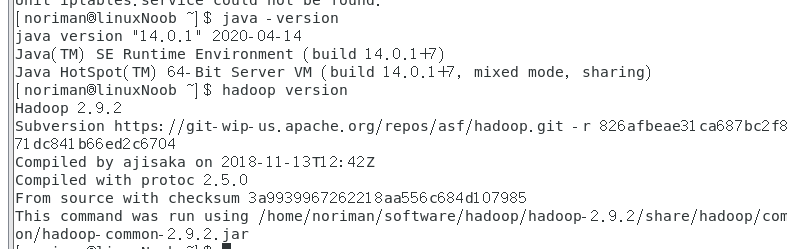 Unit iptables.service could not be found.
[noriman@linuxNoob ~]$ java -version
java version "14.0.1" 2020-04-14
Java(TM) SE Runtime Environment (build 14.0.1+7)
Java HotSpot(TM) 64-Bit Server VM (build 14.0.1+7, mixed mode, sharing)
[noriman@linuxNoob ~]$ hadoop version
Hadoop 2.9.2
Subversion https://git-wip-us.apache.org/repos/asf/hadoop.git -r 826afbeae31ca687bc2f8
71dc841b66ed2c6704
Compiled by ajisaka on 2018-11-13T12:42Z
Compiled with protoc 2.5.0
From source with checksum 3a9939967262218aa556c684d107985
This command was run using /home/noriman/software/hadoop/hadoop-2.9.2/share/hadoop/com
on/hadoop-common-2.9.2.jar
[noriman@linuxNoob ~]$